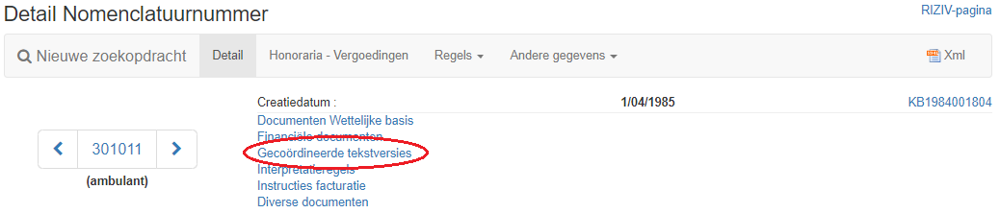 Detail Nomenclatuurnummer
RIZIV-pagina
Nieuwe zoekopdracht Detail Honoraria - Vergoedingen Regels Andere gegevens Xml
Creatiedatum : 1/04/1985 KB1984001804
Documenten Wettelijke basis
Financiële documenten
Gecoördineerde tekstversies
301011
Interpretatieregels
(ambulant)
Instructies facturatie
Diverse documenten